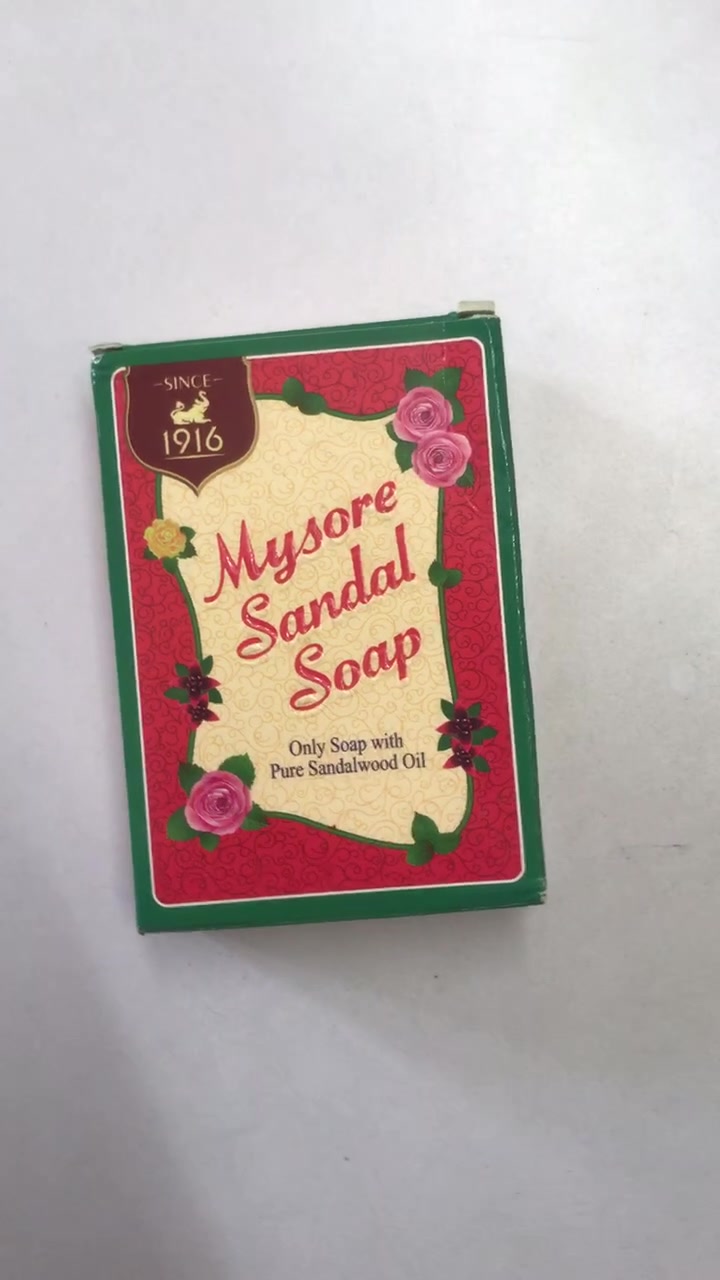 -SINCE-
1916
Mysore
Sandal
Soap
Only Soap with
Pure Sandalwood Oil